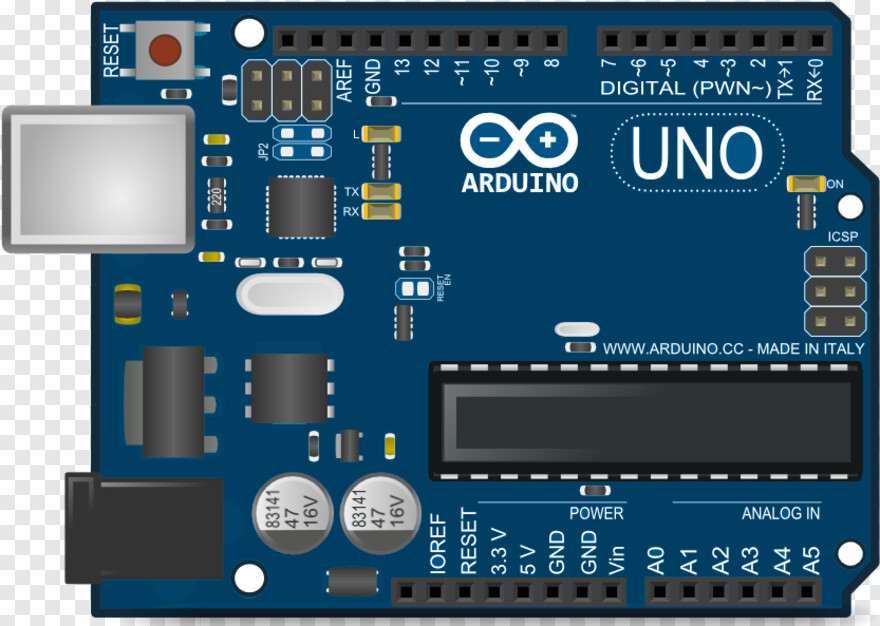 RESET
AREF
GND
13
12
~11
~10
~9
8
7
~6
~5
4
~3
2
TX→1
RX←0
DIGITAL (PWN~)
JP2
L
TX
RX
220
ARDUINO
™
UNO
ON
ICSP
RESET
EN
WWW.ARDUINO.CC - MADE IN ITALY
83141
47
16V
83141
47
16V
POWER
ANALOG IN
IOREF
RESET
3.3 V
5 V
GND
GND
Vin
A0
A1
A2
A3
A4
A5